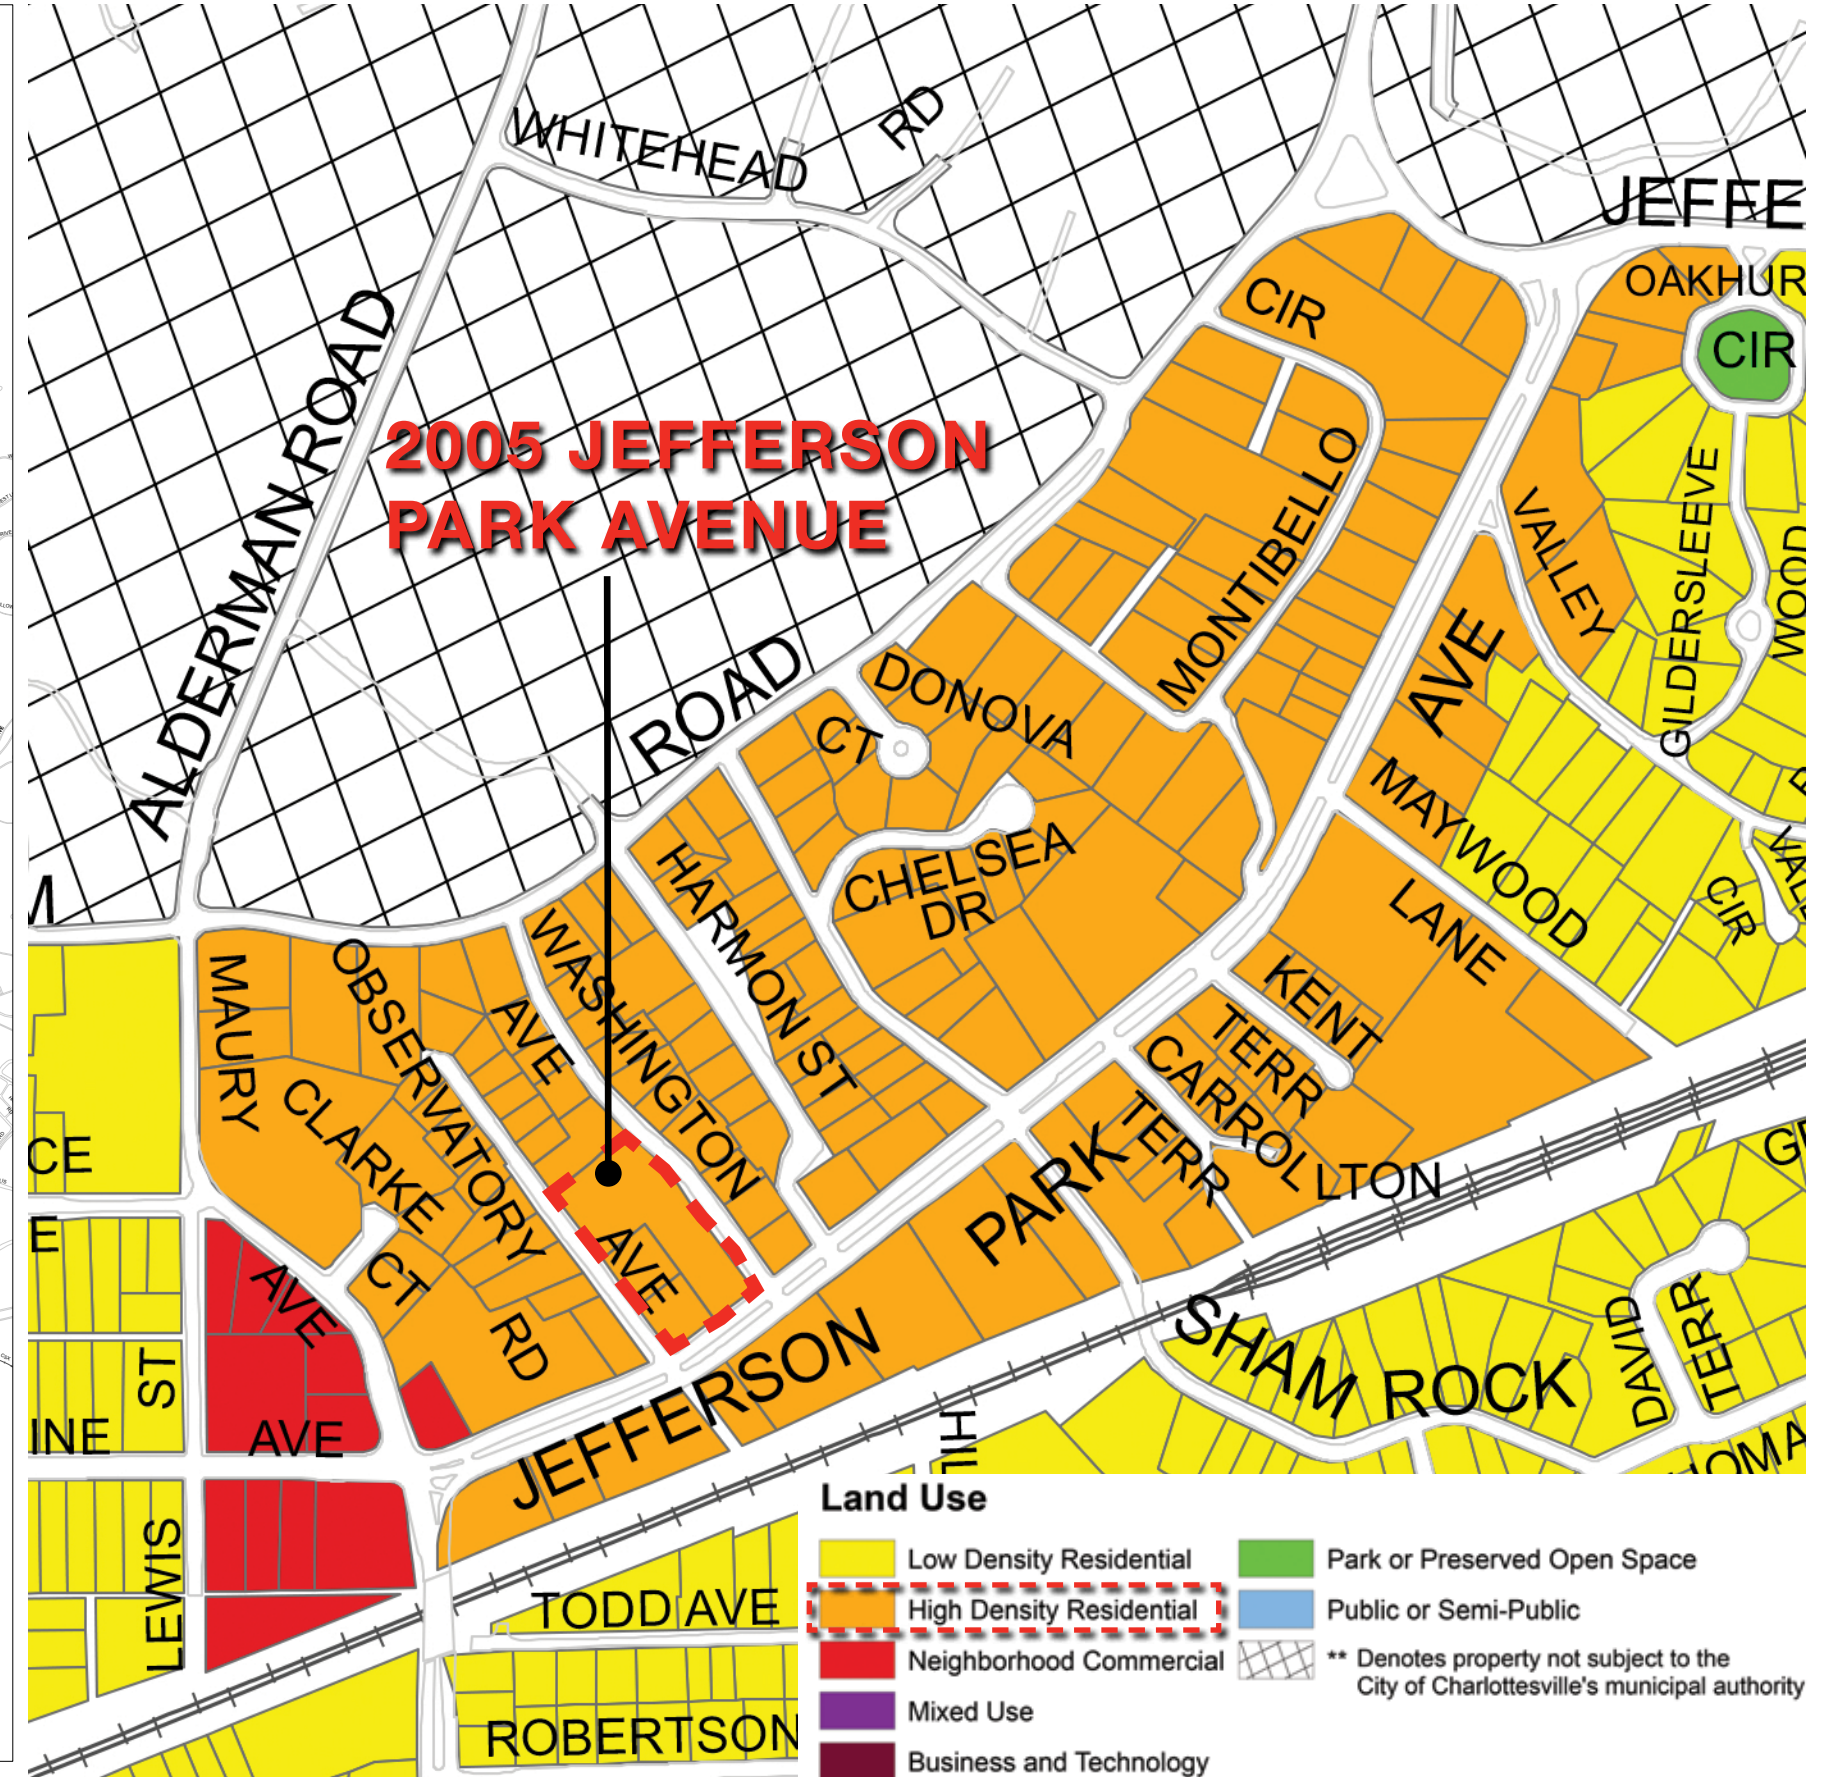 WHITEHEAD
RD
JEFFE
OAKHUR
CIR
CIR
ALDERMAN ROAD
2005 JEFFERSON
PARK AVENUE
MONTIBELLO
VALLEY
GILDERSLEEVE
WOOD
AVE
ROAD
DONOVA
CT
MAYWOOD
LANE
CIR
CHELSEA
DR
HARMON ST
WASHINGTON
AVE
OBSERVATORY
MAURY
CLARKE
KENT
TERR
CARROL
TERR
LTON
CE
E
AVE
CT
AVE
RD
PARK
JEFFERSON
SHAM ROCK
DAVID
TERR
ST
INE
AVE
HIL
OMA
LEWIS
TODD AVE
ROBERTSON
Land Use
Low Density Residential
High Density Residential
Neighborhood Commercial
Mixed Use
Business and Technology
Park or Preserved Open Space
Public or Semi-Public
** Denotes property not subject to the
City of Charlottesville's municipal authority